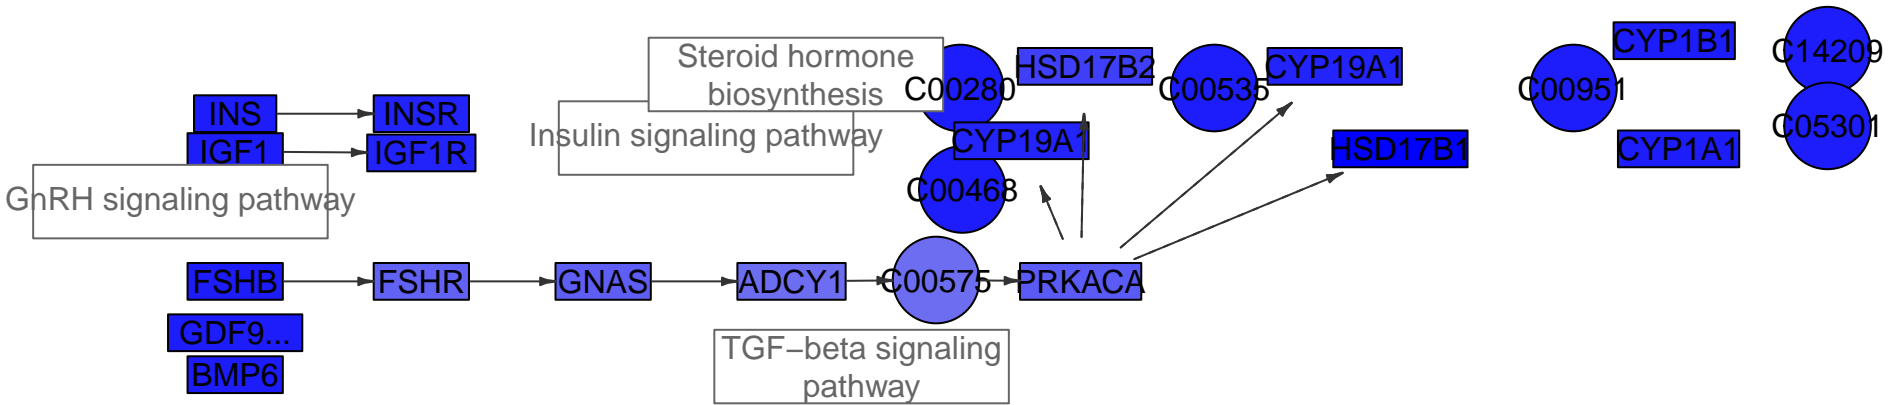 Steroid hormone
biosynthesis
C00280
HSD17B2
C00535
CYP19A1
C00951
CYP1B1
C14209
INS
INSR
Insulin signaling pathway
CYP19A1
HSD17B1
CYP1A1
C05301
IGF1
IGF1R
GnRH signaling pathway
C00468
FSHB
FSHR
GNAS
ADCY1
C00575
PRKACA
GDF9...
BMP6
TGF−beta signaling
pathway